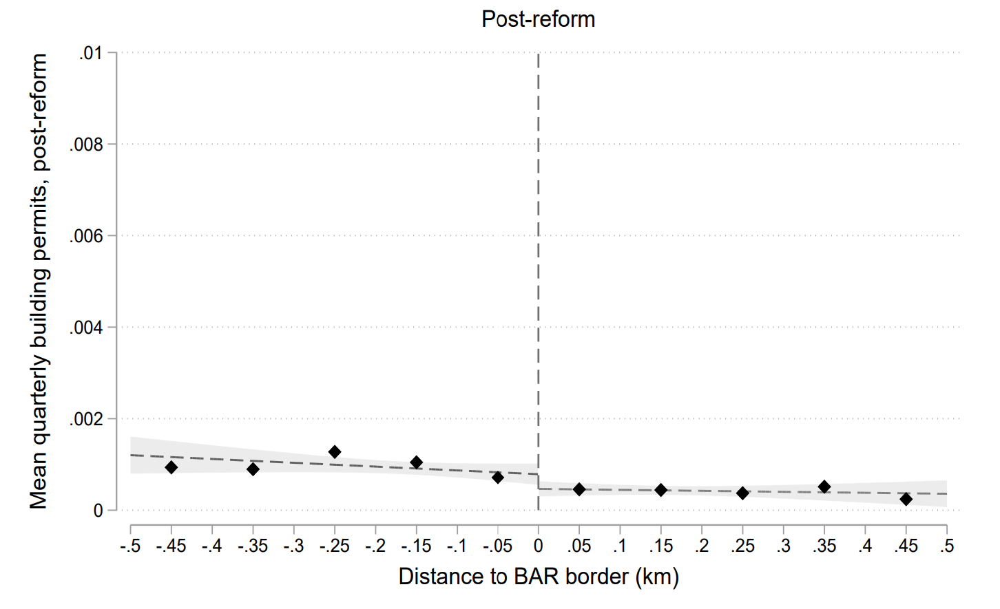 Post-reform
Mean quarterly building permits, post-reform
.01
.008
.006
.004
.002
0
-.5 -.45 -.4 -.35 -.3 -.25 -.2 -.15 -.1 -.05 0 .05 .1 .15 .2 .25 .3 .35 .4 .45 .5
Distance to BAR border (km)